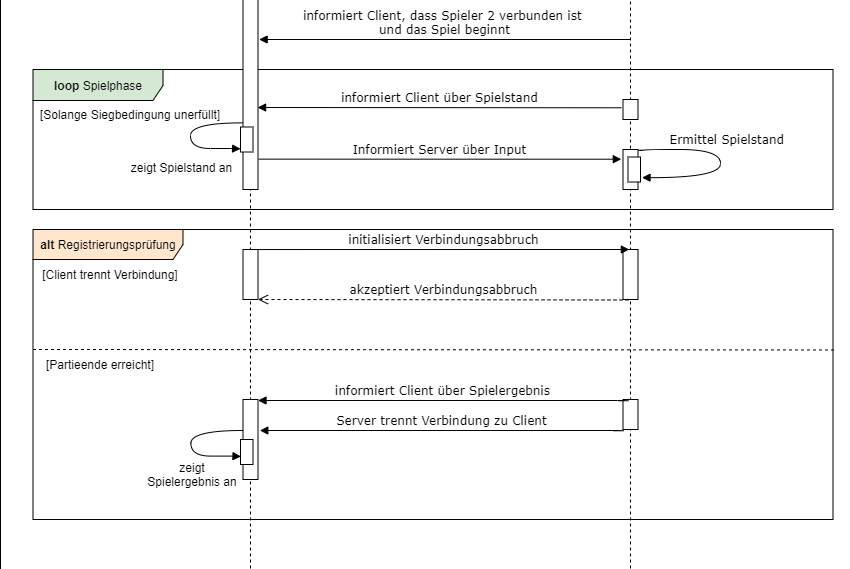 informiert Client, dass Spieler 2 verbunden ist
und das Spiel beginnt
loop Spielphase
informiert Client über Spielstand
[Solange Siegbedingung unerfüllt]
Ermittel Spielstand
Informiert Server über Input
zeigt Spielstand an
alt Registrierungsprüfung
initialisiert Verbindungsabbruch
[Client trennt Verbindung]
akzeptiert Verbindungsabbruch
[Partieende erreicht]
informiert Client über Spielergebnis
Server trennt Verbindung zu Client
zeigt
Spielergebnis an